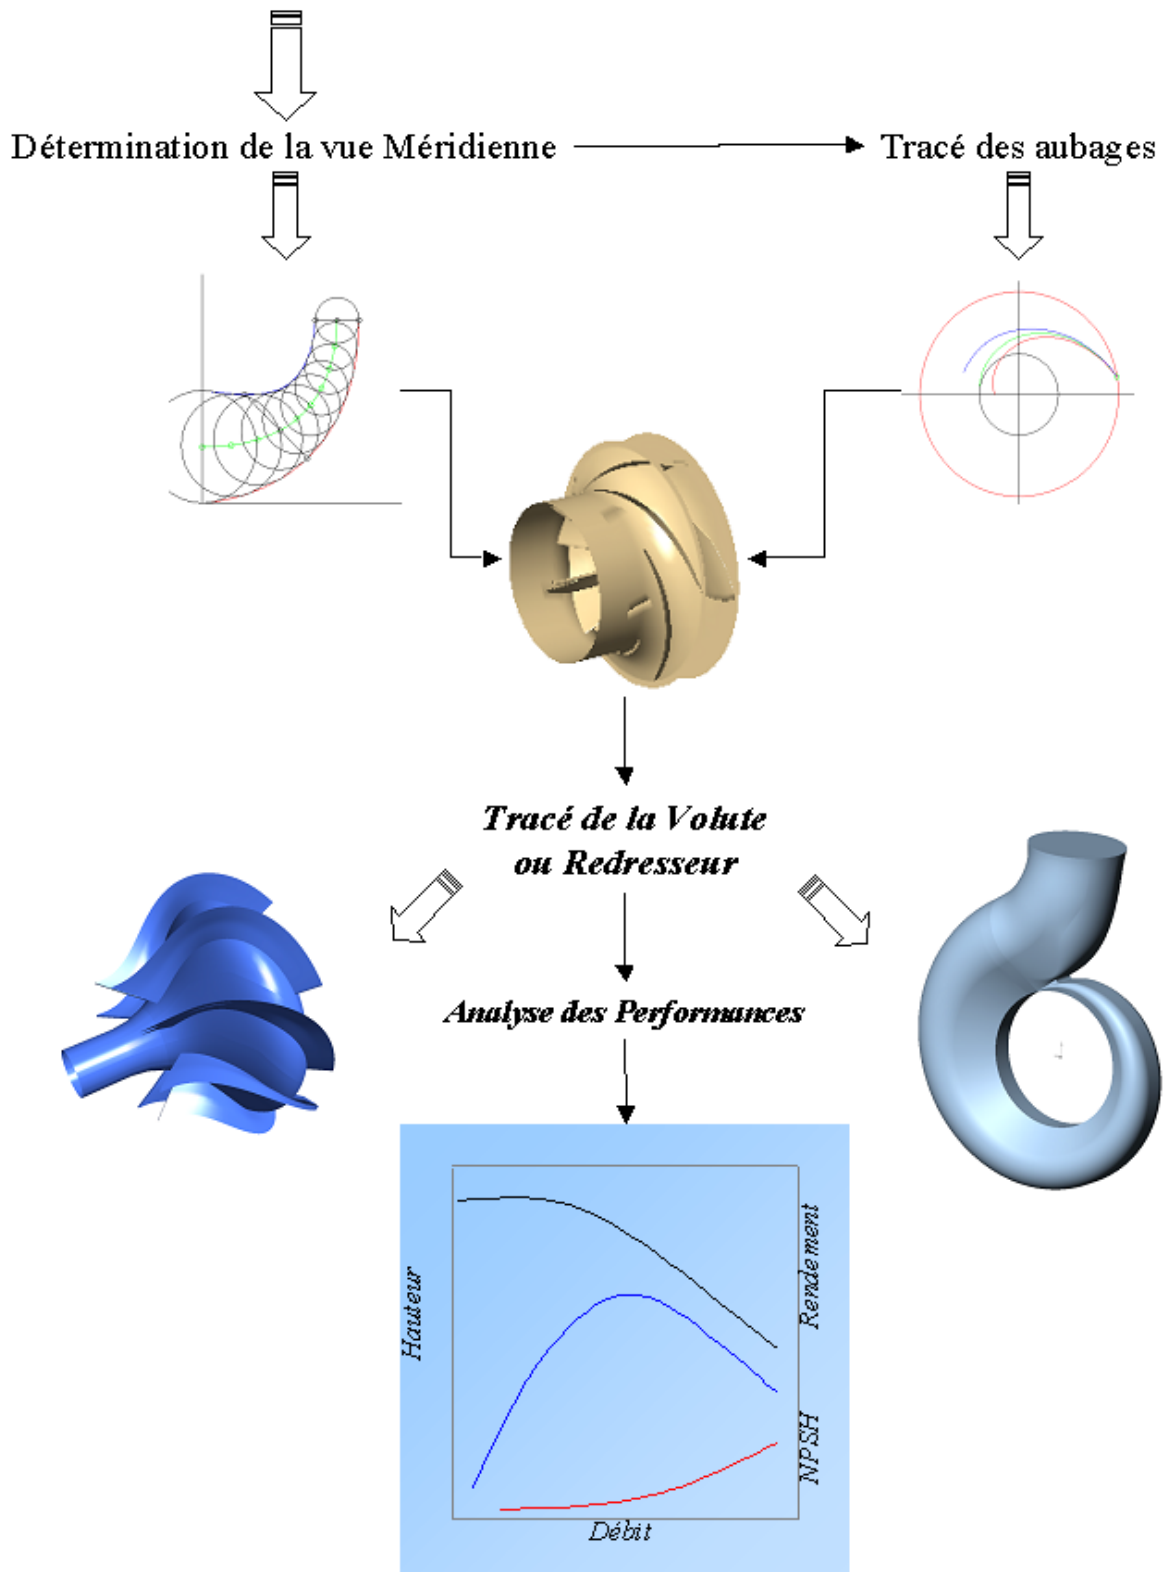 Détermination de la vue Méridienne
Tracé des aubages
Tracé de la Volute
ou Redresseur
Analyse des Performances
Hauteur
Rendement
NPSH
Débit